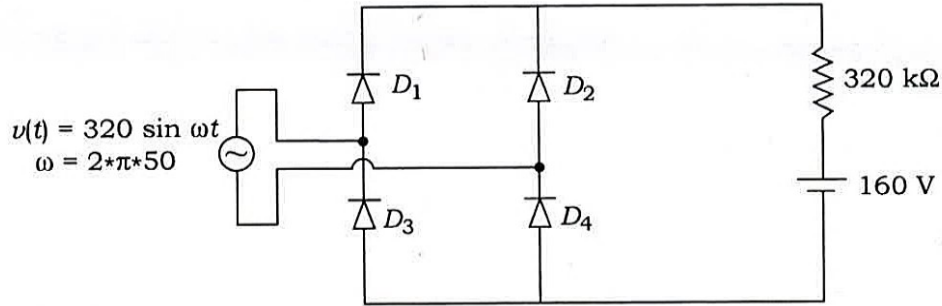 D₁
D₂
320 kΩ
ν(t) = 320 sin ωt
ω = 2*π*50
160 V
D₃
D₄